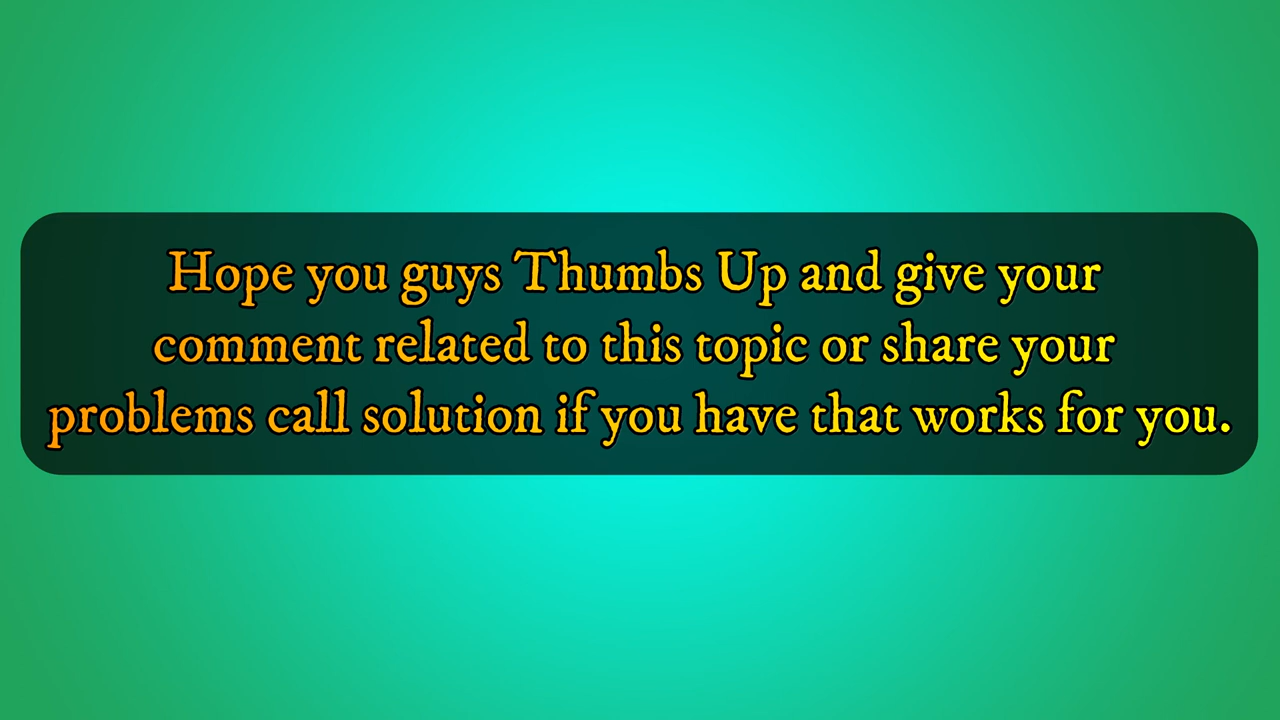 Hope you guys Thumbs Up and give your
comment related to this topic or share your
problems call solution if you have that works for you.